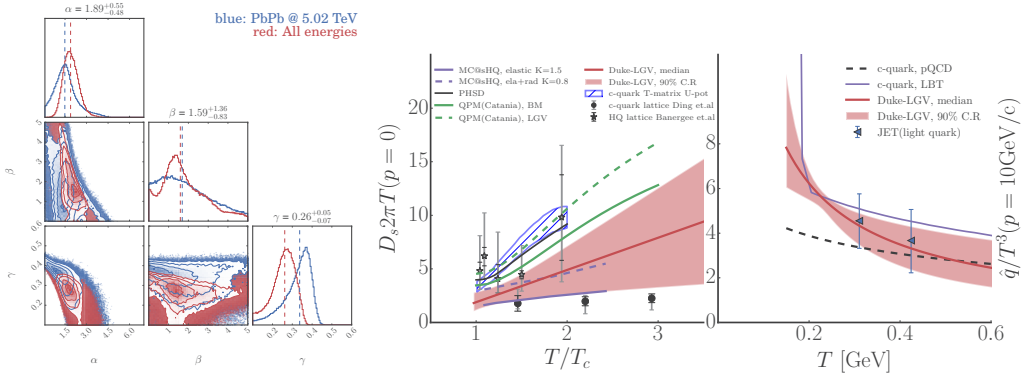 α = 1.89 +0.55 −0.48
blue: PbPb @ 5.02 TeV
red: All energies
β = 1.59 +1.36 −0.83
γ = 0.26 +0.05 −0.07
β
5
4
3
2
1
5.6
γ
0.5
0.4
0.3
0.2
1.5
3.0
4.5
6.0
α
1
2
3
4
5
β
0.2
0.3
0.4
0.5
0.6
γ
MC@sHQ, elastic K=1.5
MC@sHQ, ela+rad K=0.8
PHSD
QPM(Catania), BM
QPM(Catania), LGV
Duke-LGV, median
Duke-LGV, 90% C.R
c-quark T-matrix U-pot
c-quark lattice Ding et.al
HQ lattice Banergee et.al
D_s2πT(p = 0)
20
15
10
5
0
1
2
3
T/T_c
c-quark, pQCD
c-quark, LBT
Duke-LGV, median
Duke-LGV, 90% C.R
JET(light quark)
8
6
4
2
0
q̂/T³(p = 10GeV/c)
0.2
0.4
0.6
T [GeV]